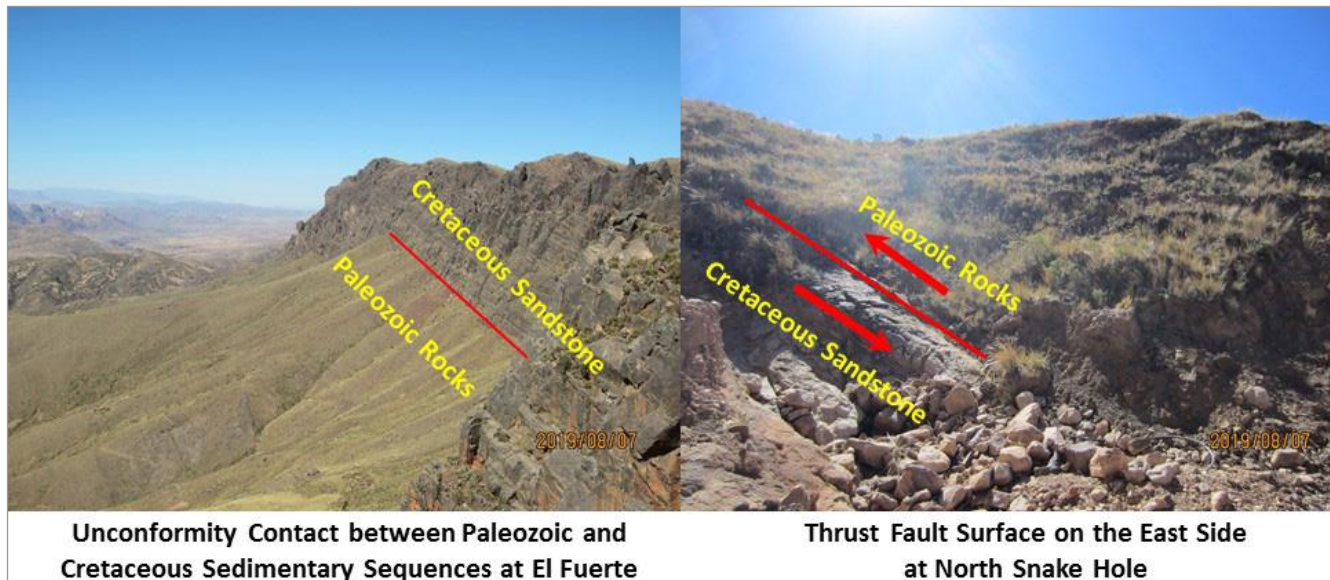 Cretaceous Sandstone
Paleozoic Rocks
2019/08/07
Unconformity Contact between Paleozoic and
Cretaceous Sedimentary Sequences at El Fuerte
Paleozoic Rocks
Cretaceous Sandstone
2019/08/07
Thrust Fault Surface on the East Side
at North Snake Hole